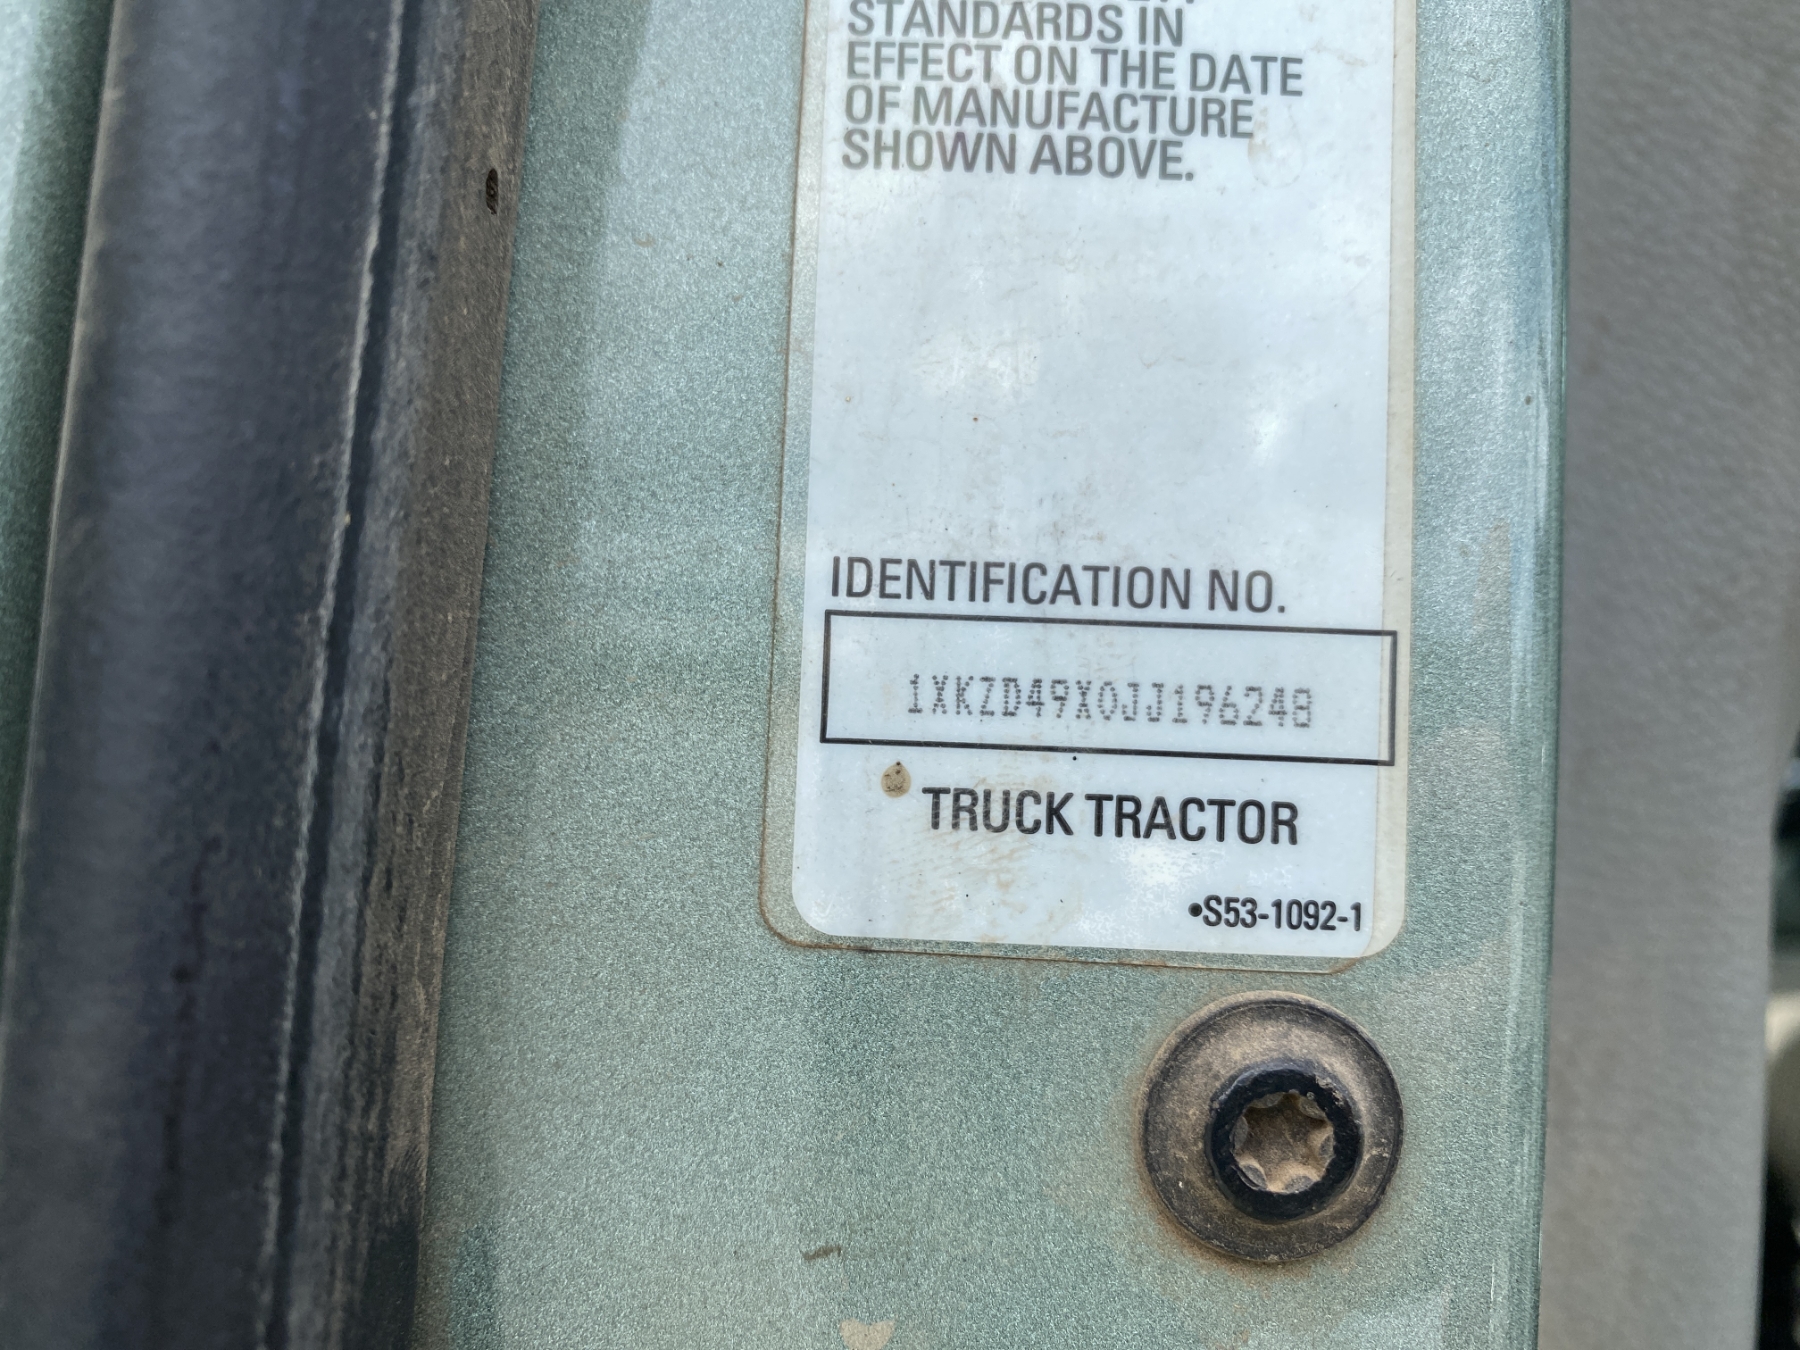 STANDARDS IN
EFFECT ON THE DATE
OF MANUFACTURE
SHOWN ABOVE.
IDENTIFICATION NO.
1XKZD49X0JJ196248
TRUCK TRACTOR
•S53-1092-1